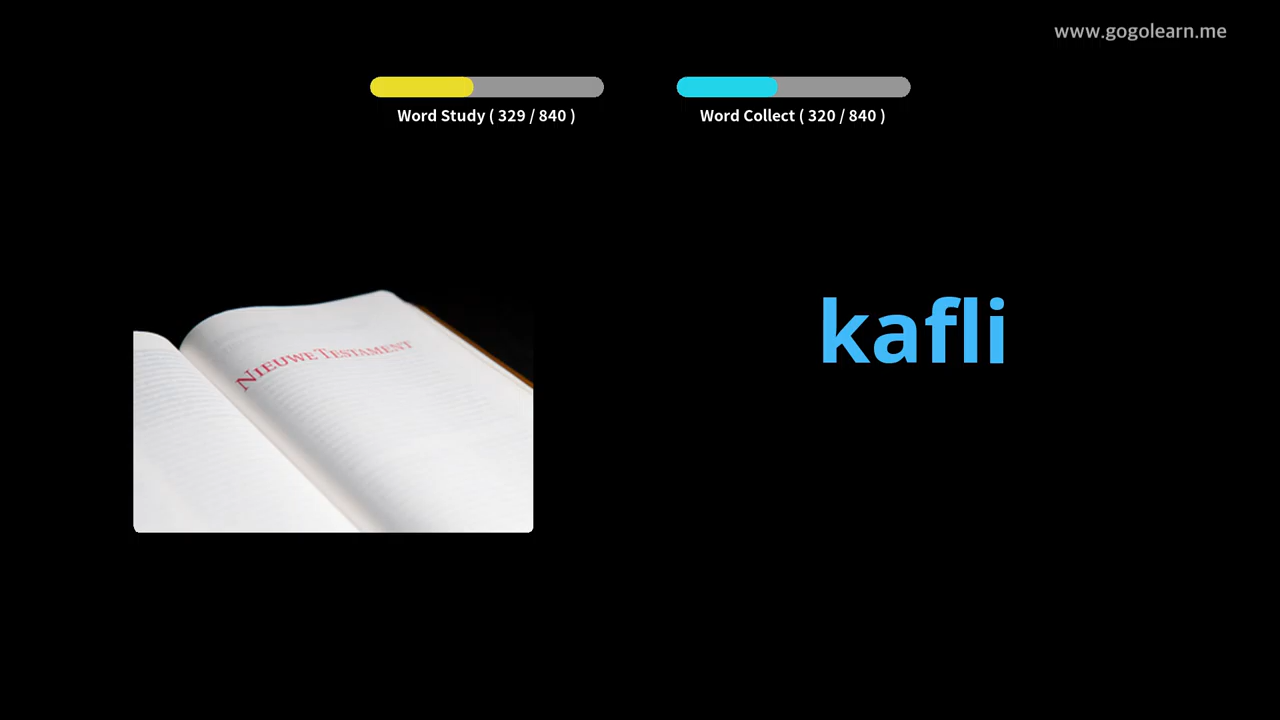 www.gogolearn.me
Word Study ( 329 / 840 )
Word Collect ( 320 / 840 )
kafli
NIEUWE TESTAMENT